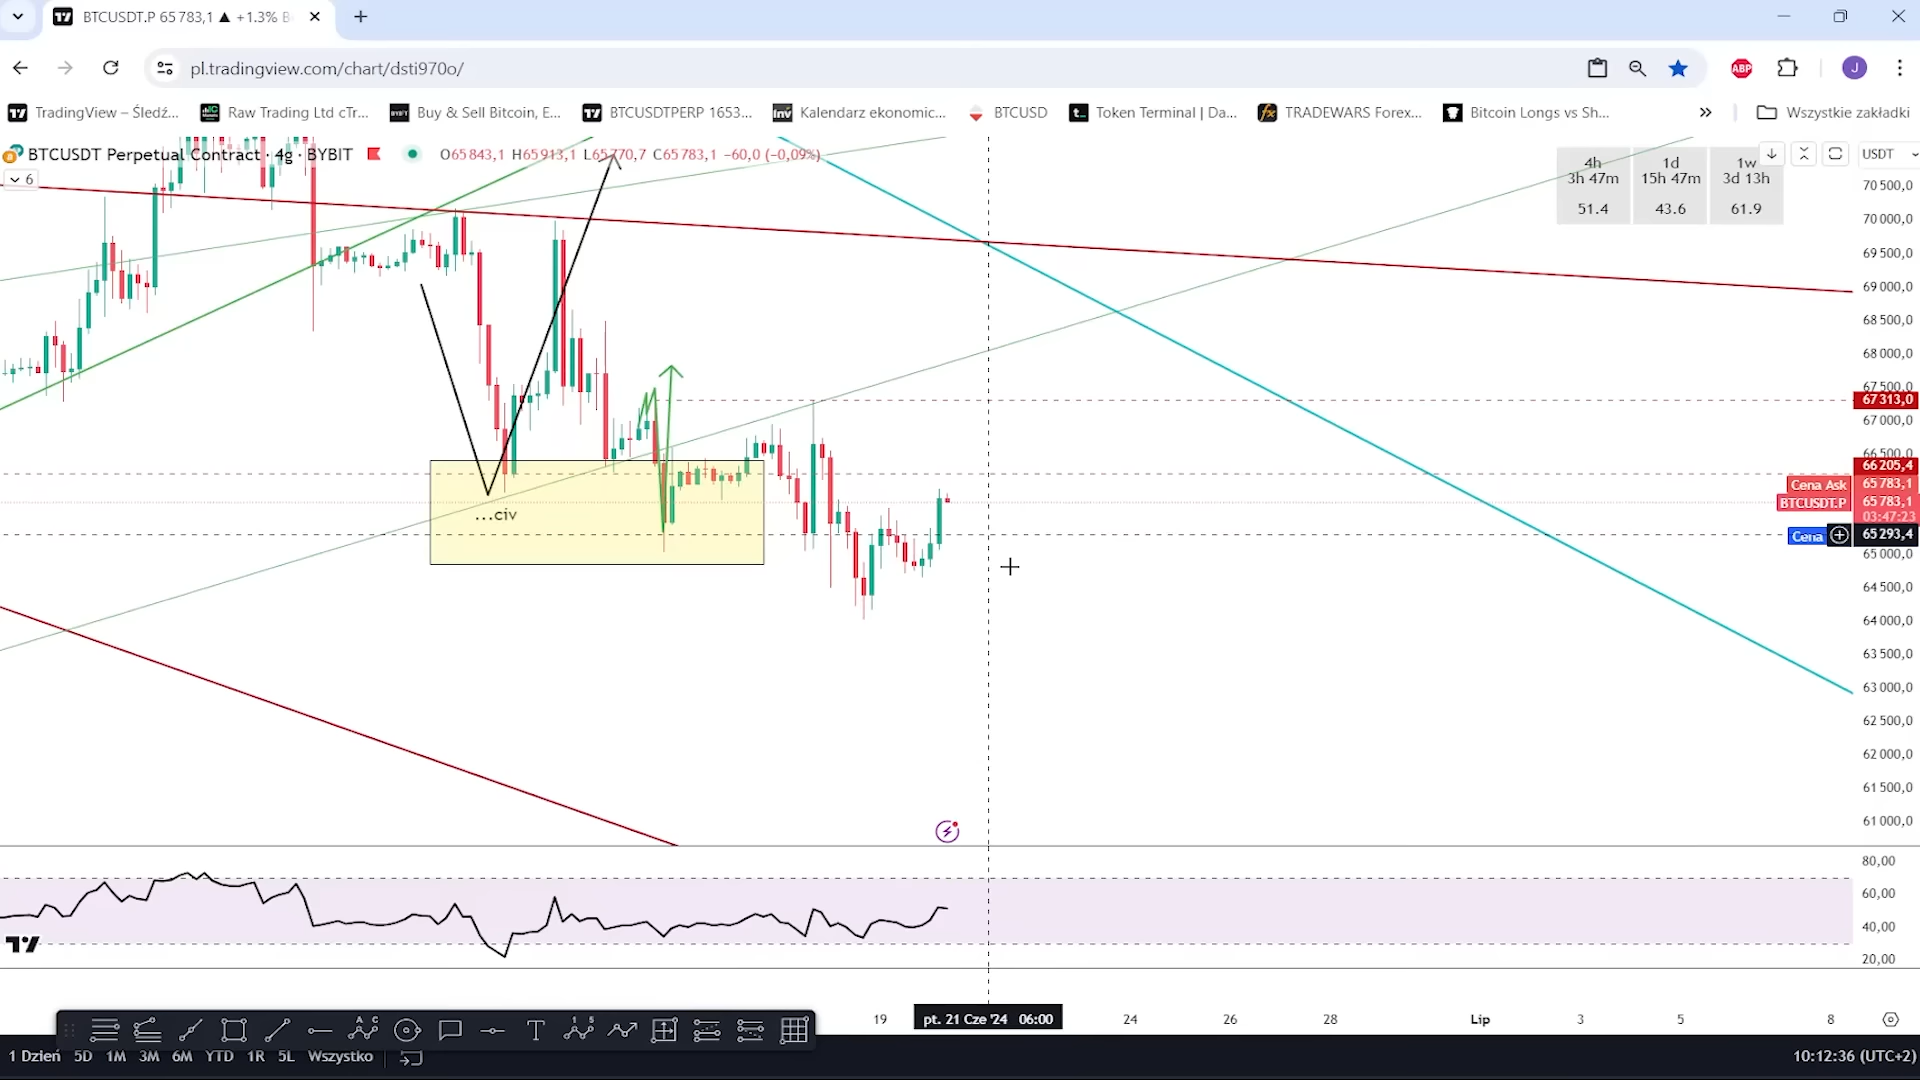 BTCUSDT.P 65 783,1 ▲ +1.3% B
pl.tradingview.com/chart/dsti970o/
ABP
J
TradingView – Śledź...
Raw Trading Ltd cTr...
Buy & Sell Bitcoin, E...
BTCUSDTPERP 1653...
Kalendarz ekonomic...
BTCUSD
Token Terminal | Da...
TRADEWARS Forex...
Bitcoin Longs vs Sh...
Wszystkie zakładki
BTCUSDT Perpetual Contract · 4g · BYBIT
O65 843,1 H65 913,1 L65 770,7 C65 783,1 −60,0 (−0,09%)
6
4h 1d 1w
3h 47m 15h 47m 3d 13h
51.4 43.6 61.9
USDT
70 500,0
70 000,0
69 500,0
69 000,0
68 500,0
68 000,0
67 500,0
67 313,0
67 000,0
66 500,0
66 205,4
Cena Ask 65 783,1
BTCUSDT.P 65 783,1
03:47:23
Cena 65 293,4
65 000,0
64 500,0
64 000,0
63 500,0
63 000,0
62 500,0
62 000,0
61 500,0
61 000,0
...civ
80,00
60,00
40,00
20,00
19 pt. 21 Cze '24 06:00 24 26 28 Lip 3 5 8
1 Dzień 5D 1M 3M 6M YTD 1R 5L Wszystko
10:12:36 (UTC+2)